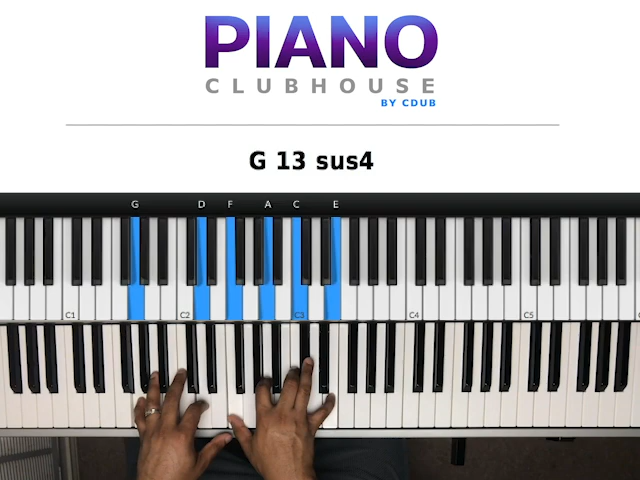 PIANO
CLUBHOUSE
BY CDUB
G 13 sus4
G D F A C E
C1 C2 C3 C4 C5